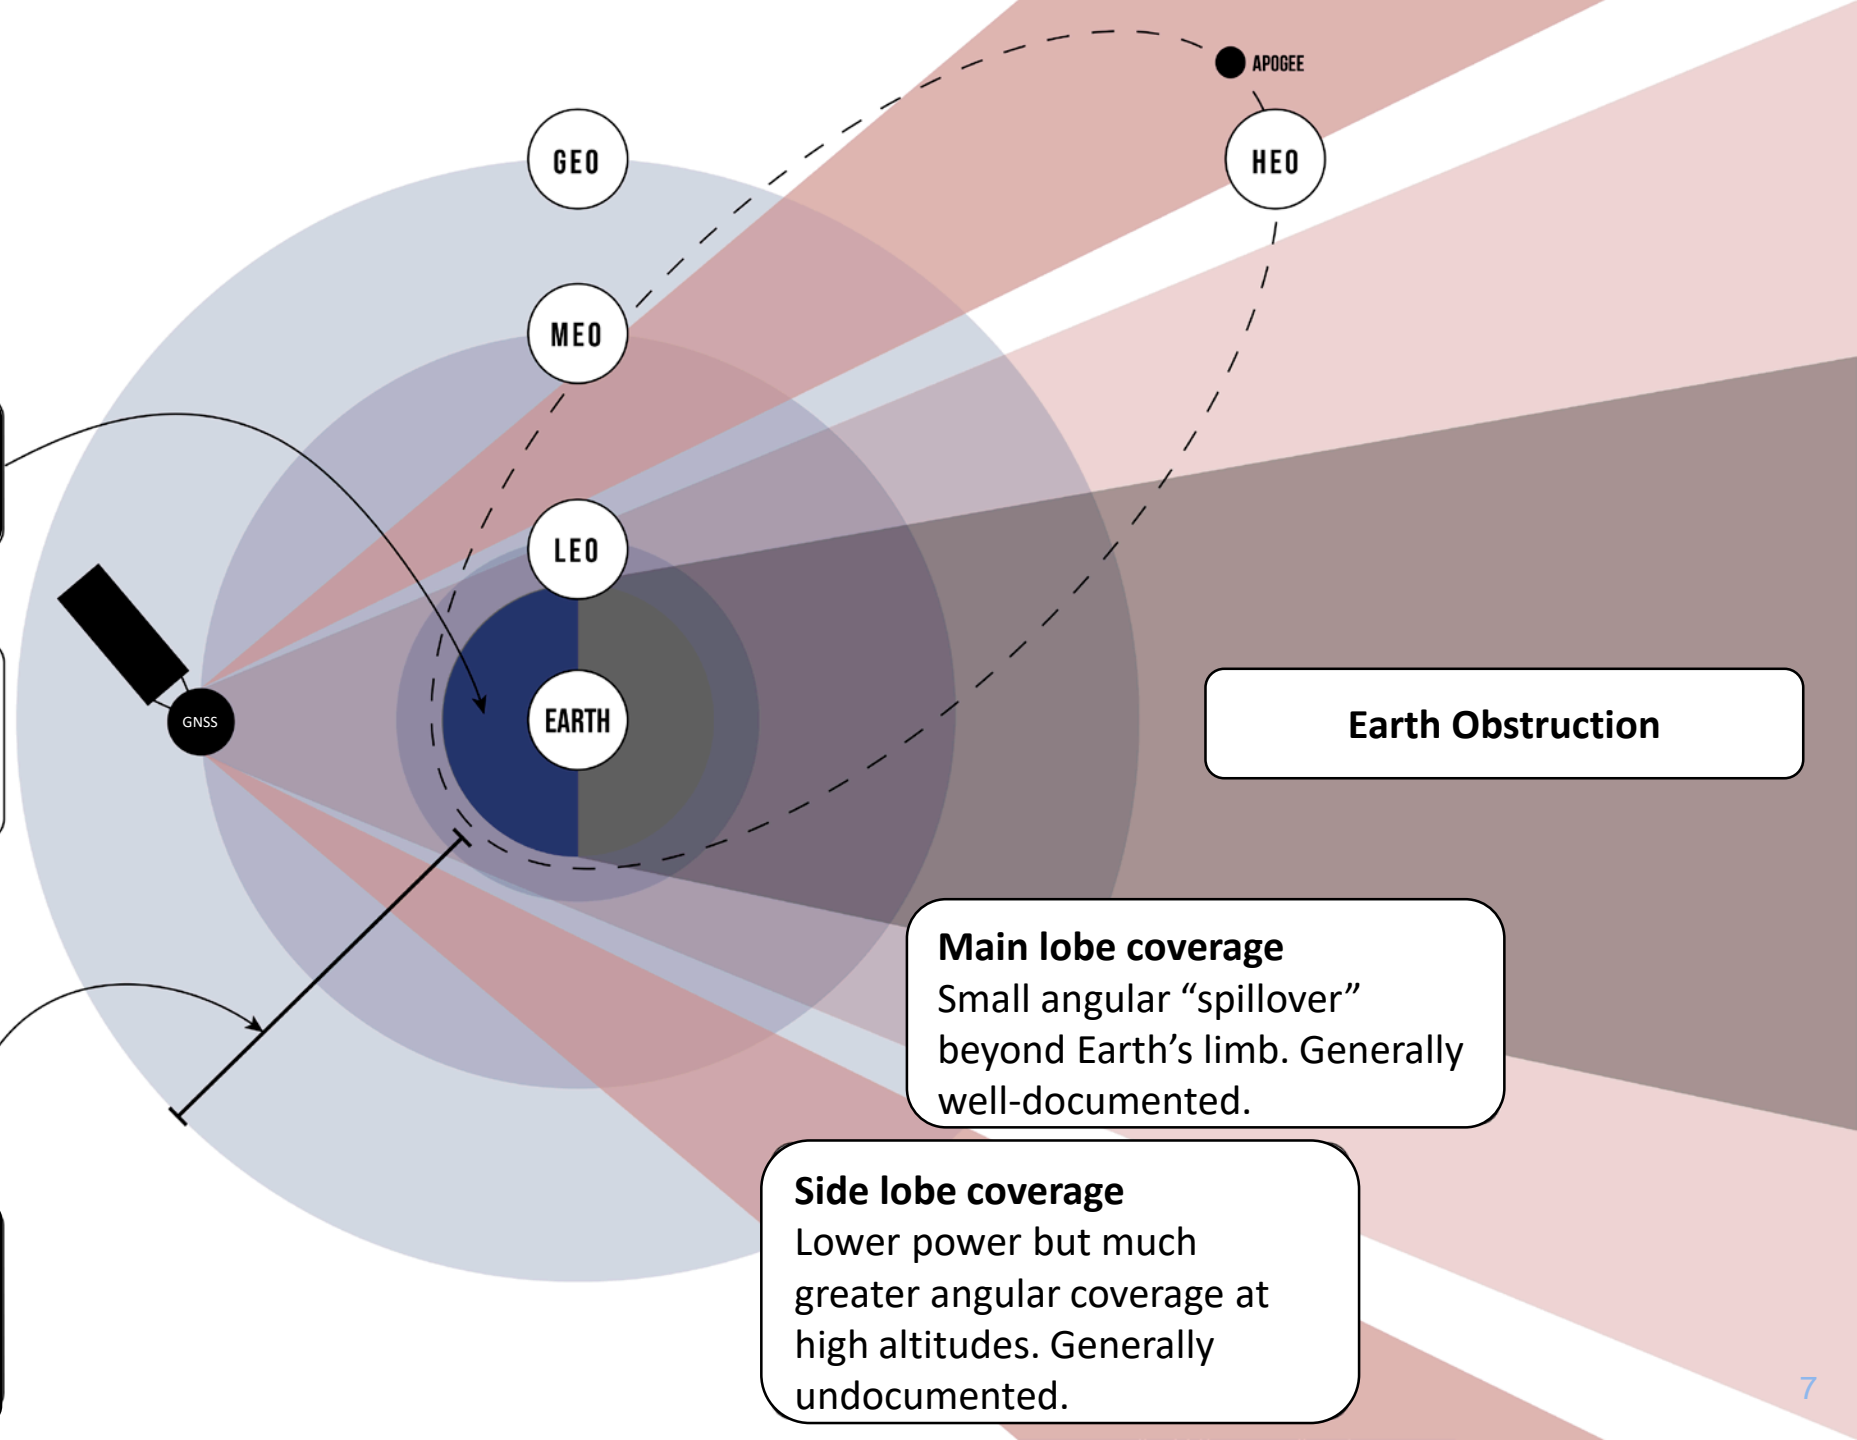 APOGEE
GEO
HEO
MEO
LEO
GNSS
EARTH
Earth Obstruction
Main lobe coverage
Small angular “spillover”
beyond Earth’s limb. Generally
well-documented.
Side lobe coverage
Lower power but much
greater angular coverage at
high altitudes. Generally
undocumented.
7